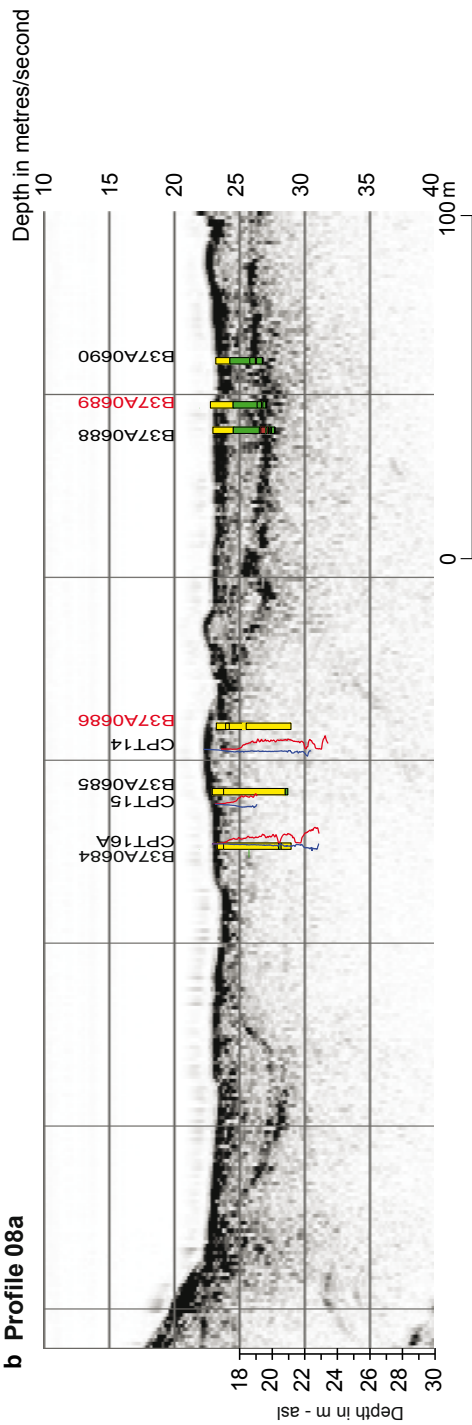 b Profile 08a
Depth in metres/second
10
15
20
25
30
35
40
B37A0684
CPT16A
CPT15
B37A0685
CPT14
B37A0686
B37A0688
B37A0689
B37A0690
18
20
22
24
26
28
30
Depth in m - asl
0
100 m